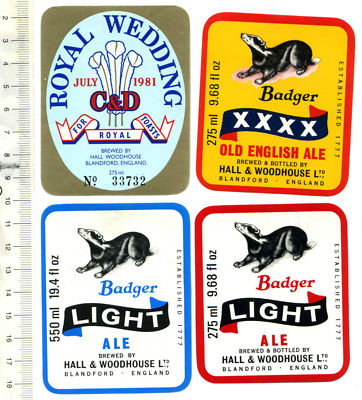 2 3 4 5 6 7 8 9 10 11 12 13 14 15 16 17 18
ROYAL WEDDING
JULY 1981
C&D
FOR ROYAL TOASTS
BREWED BY
HALL WOODHOUSE
BLANDFORD, ENGLAND.
275 ml
Nº 33732
275 ml 9.68 fl oz
ESTABLISHED 1777
Badger
XXXX
OLD ENGLISH ALE
BREWED & BOTTLED BY
HALL & WOODHOUSE LTD.
BLANDFORD · ENGLAND
550 ml 19.4 fl oz
ESTABLISHED 1777
Badger
LIGHT
ALE
BREWED BY
HALL & WOODHOUSE LTD.
BLANDFORD · ENGLAND
275 ml 9.68 fl oz
ESTABLISHED 1777
Badger
LIGHT
ALE
BREWED & BOTTLED BY
HALL & WOODHOUSE LTD.
BLANDFORD · ENGLAND